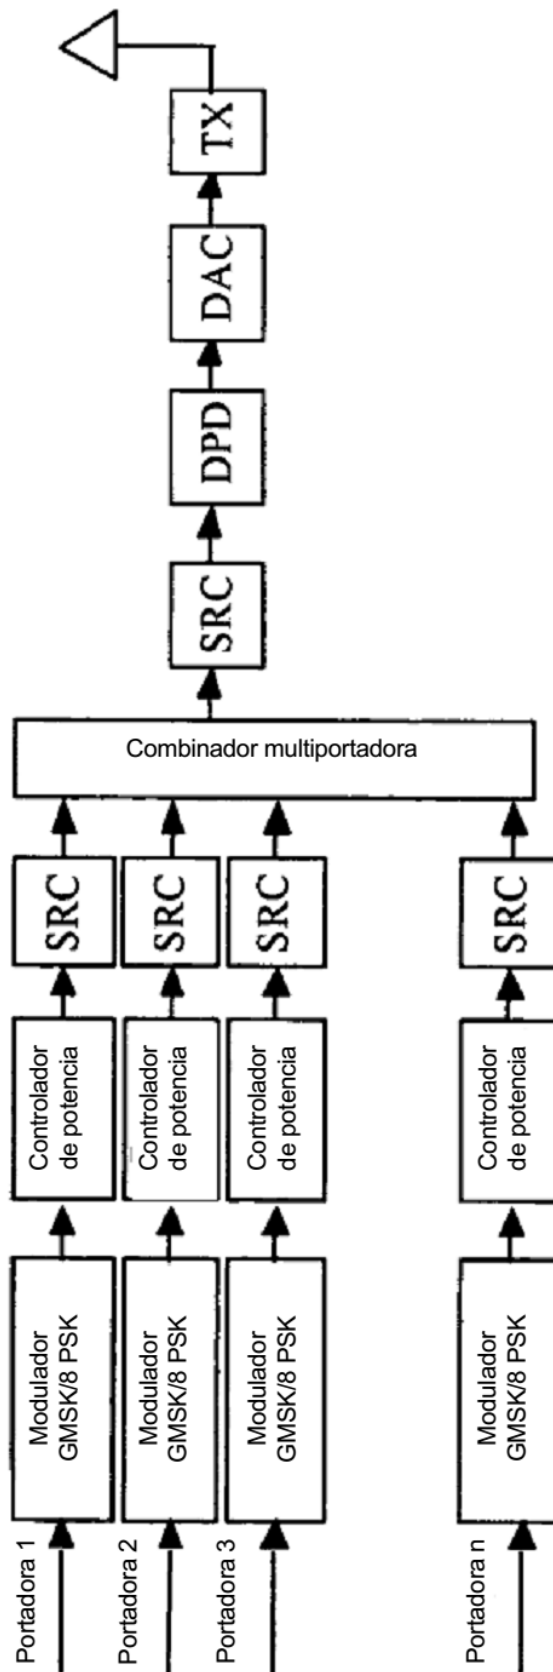 TX
DAC
DPD
SRC
Combinador multiportadora
SRC
SRC
SRC
SRC
Controlador
de potencia
Controlador
de potencia
Controlador
de potencia
Controlador
de potencia
Modulador
GMSK/8 PSK
Modulador
GMSK/8 PSK
Modulador
GMSK/8 PSK
Modulador
GMSK/8 PSK
Portadora 1
Portadora 2
Portadora 3
Portadora n